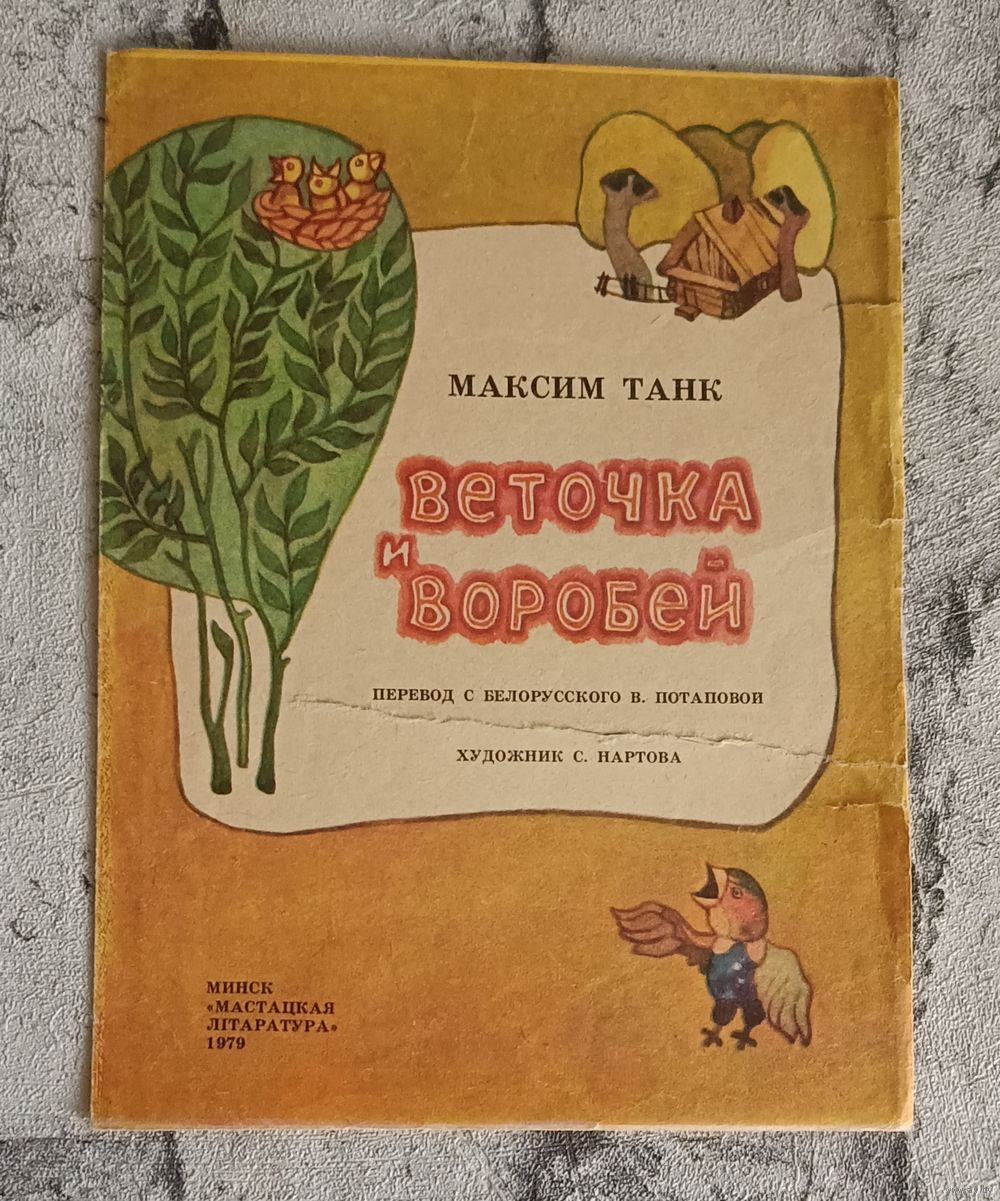 МАКСИМ ТАНК
ВЕТОЧКА
И
ВОРОБЕЙ
ПЕРЕВОД С БЕЛОРУССКОГО В. ПОТАПОВОЙ
ХУДОЖНИК С. НАРТОВА
МИНСК
«МАСТАЦКАЯ
ЛІТАРАТУРА»
1979